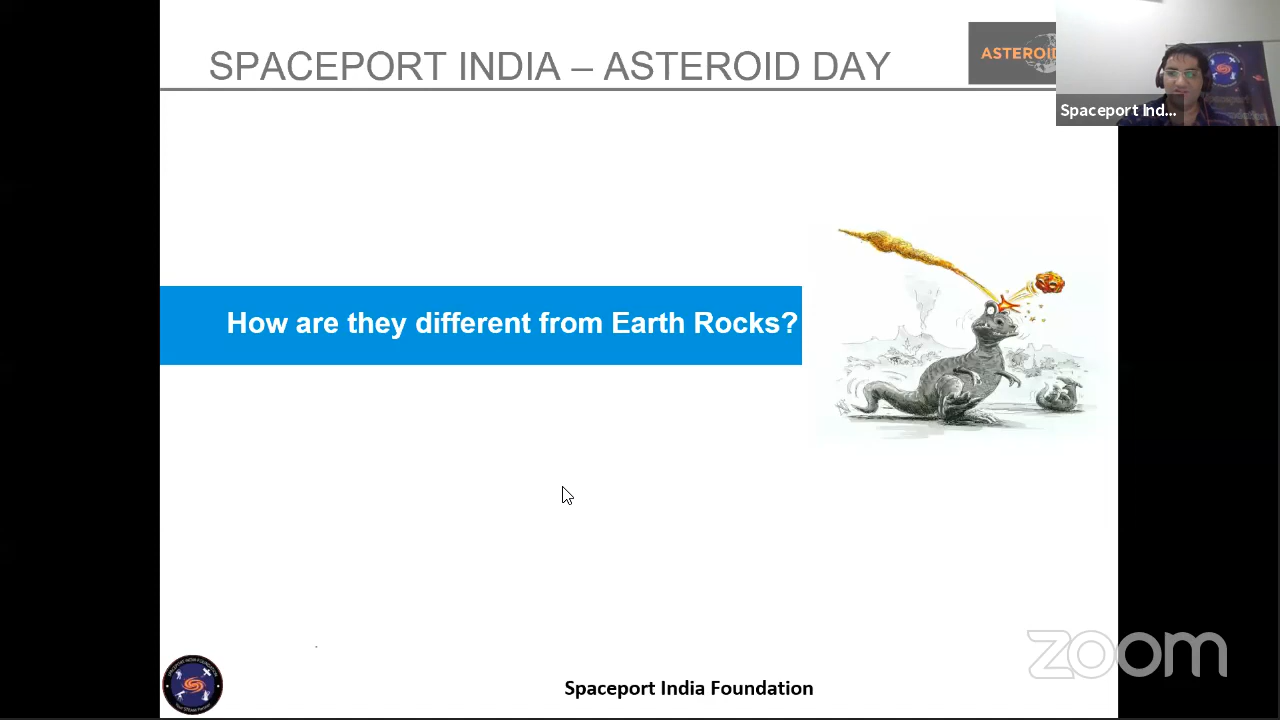 SPACEPORT INDIA – ASTEROID DAY
ASTEROID
Spaceport Ind...
How are they different from Earth Rocks?
zoom
Spaceport India Foundation